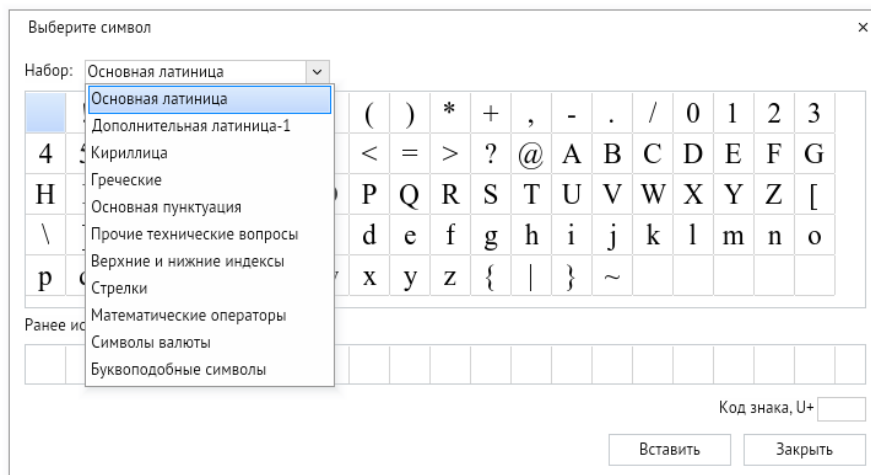 Выберите символ ×
Набор: Основная латиница
Основная латиница ( ) * + , - . / 0 1 2 3
Дополнительная латиница-1
4 Кириллица < = > ? @ A B C D E F G
Греческие
H P Q R S T U V W X Y Z [
Основная пунктуация
\ Прочие технические вопросы d e f g h i j k l m n o
Верхние и нижние индексы
p x y z { | } ~
Стрелки
Математические операторы
Ранее
Символы валюты
Буквоподобные символы
Код знака, U+
Вставить Закрыть